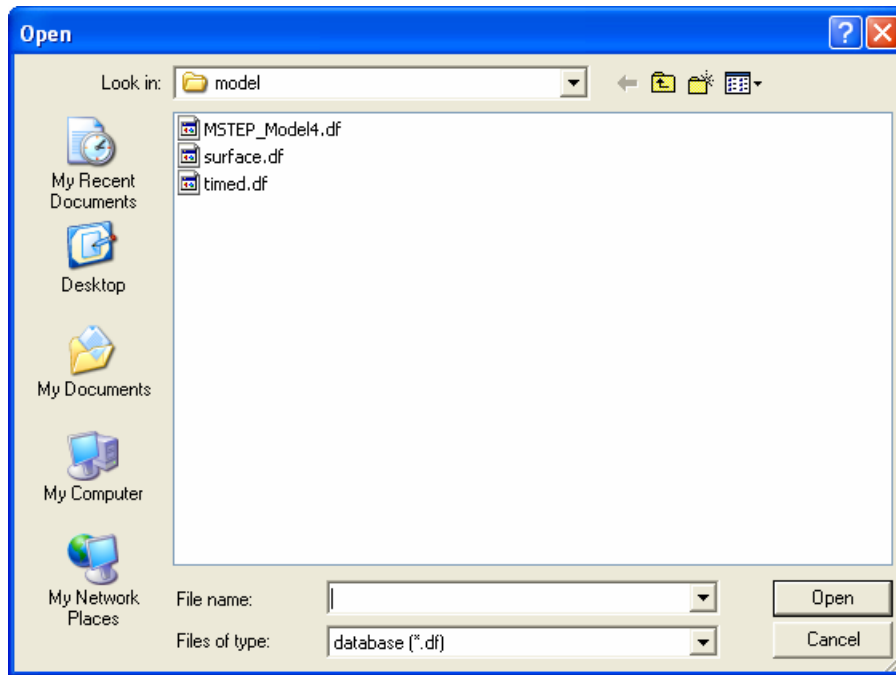 Open
Look in: model
MSTEP_Model4.df
surface.df
timed.df
My Recent
Documents
Desktop
My Documents
My Computer
My Network
Places
File name:
Open
Files of type: database (*.df)
Cancel